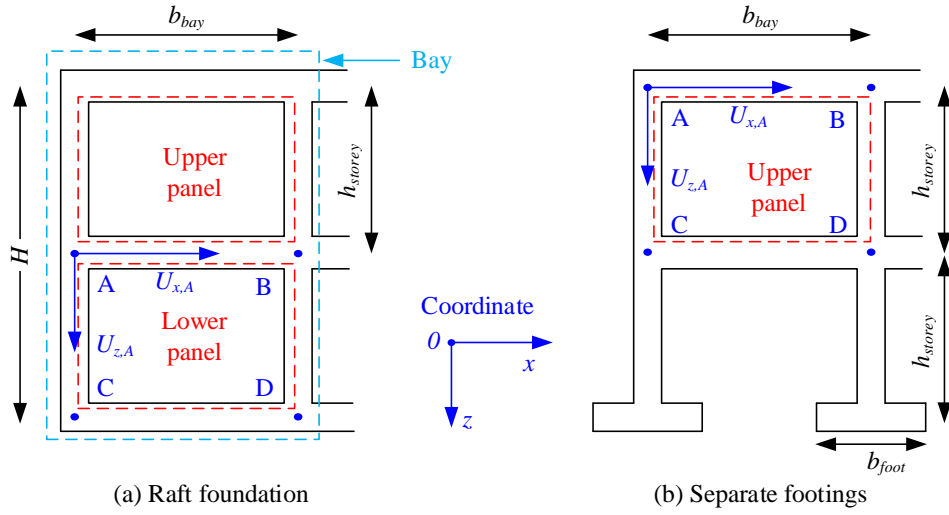 b_bay
Bay
Upper
panel
h_storey
H
A
U_x,A
B
U_z,A
Lower
panel
C
D
(a) Raft foundation
Coordinate
0
x
z
b_bay
A
U_x,A
B
U_z,A
Upper
panel
C
D
h_storey
h_storey
b_foot
(b) Separate footings